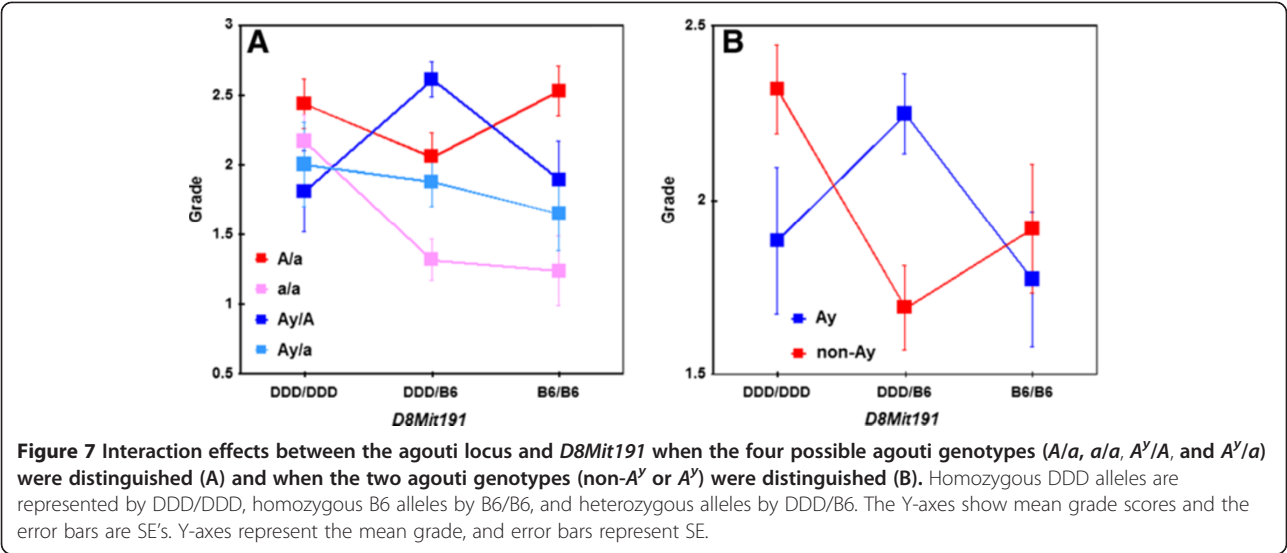 A
3
2.5
2
1.5
1
0.5
Grade
A/a
a/a
Ay/A
Ay/a
DDD/DDD DDD/B6 B6/B6
D8Mit191
B
2.5
2
1.5
Grade
Ay
non-Ay
DDD/DDD DDD/B6 B6/B6
D8Mit191
Figure 7 Interaction effects between the agouti locus and D8Mit191 when the four possible agouti genotypes (A/a, a/a, Aʸ/A, and Aʸ/a)
were distinguished (A) and when the two agouti genotypes (non-Aʸ or Aʸ) were distinguished (B). Homozygous DDD alleles are
represented by DDD/DDD, homozygous B6 alleles by B6/B6, and heterozygous alleles by DDD/B6. The Y-axes show mean grade scores and the
error bars are SE's. Y-axes represent the mean grade, and error bars represent SE.